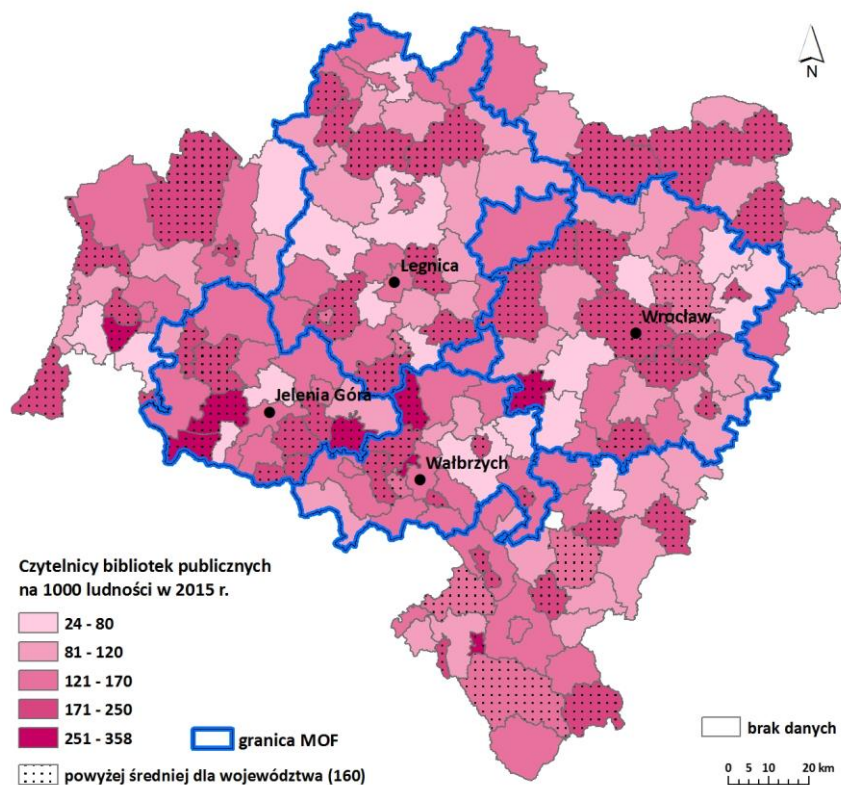 N
Legnica
Wrocław
Jelenia Góra
Wałbrzych
Czytelnicy bibliotek publicznych
na 1000 ludności w 2015 r.
24 - 80
81 - 120
121 - 170
171 - 250
251 - 358
granica MOF
brak danych
powyżej średniej dla województwa (160)
0 5 10 20 km